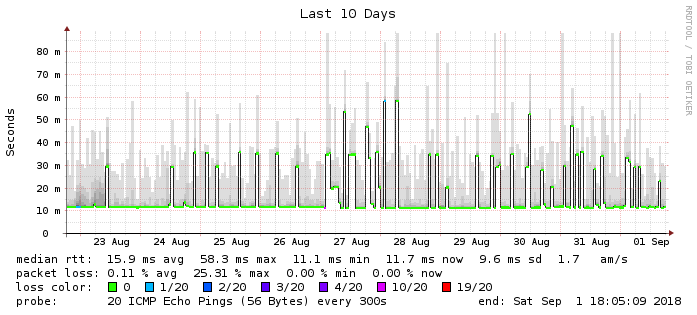 Last 10 Days
RRDTOOL / TOBI OETIKER
Seconds
80 m
70 m
60 m
50 m
40 m
30 m
20 m
10 m
0
23 Aug 24 Aug 25 Aug 26 Aug 27 Aug 28 Aug 29 Aug 30 Aug 31 Aug 01 Sep
median rtt: 15.9 ms avg 58.3 ms max 11.1 ms min 11.7 ms now 9.6 ms sd 1.7 am/s
packet loss: 0.11 % avg 25.31 % max 0.00 % min 0.00 % now
loss color: 0 1/20 2/20 3/20 4/20 10/20 19/20
probe: 20 ICMP Echo Pings (56 Bytes) every 300s end: Sat Sep 1 18:05:09 2018